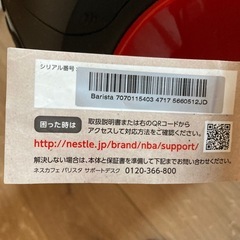 シリアル番号:
Barista 7070115403 4717 5660512JD
困った時は
説明書または右のQRコードから
アクセスして対応方法をご確認ください。
http://nestle.jp/brand/nba/support/
解決しない場合は、本体と保証書を準備して下記までお問い合わせください。
ネスカフェ バリスタ サポートデスク 0120-366-800